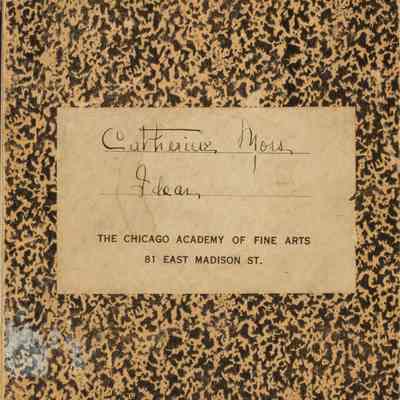 Catherine Moss
Ideas
THE CHICAGO ACADEMY OF FINE ARTS
81 EAST MADISON ST.